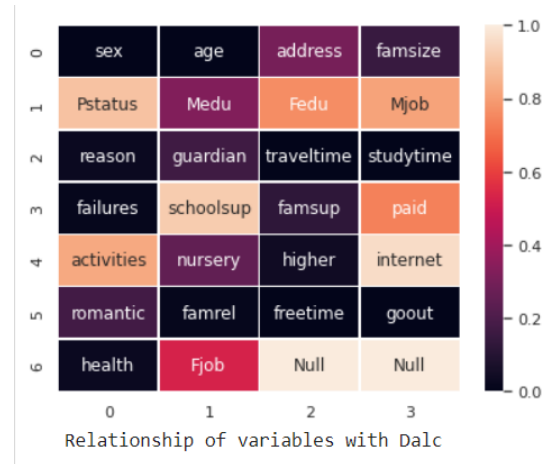 0 sex age address famsize 1.0
1 Pstatus Medu Fedu Mjob 0.8
2 reason guardian traveltime studytime
3 failures schoolsup famsup paid 0.6
4 activities nursery higher internet 0.4
5 romantic famrel freetime goout 0.2
6 health Fjob Null Null 0.0
0 1 2 3
Relationship of variables with Dalc